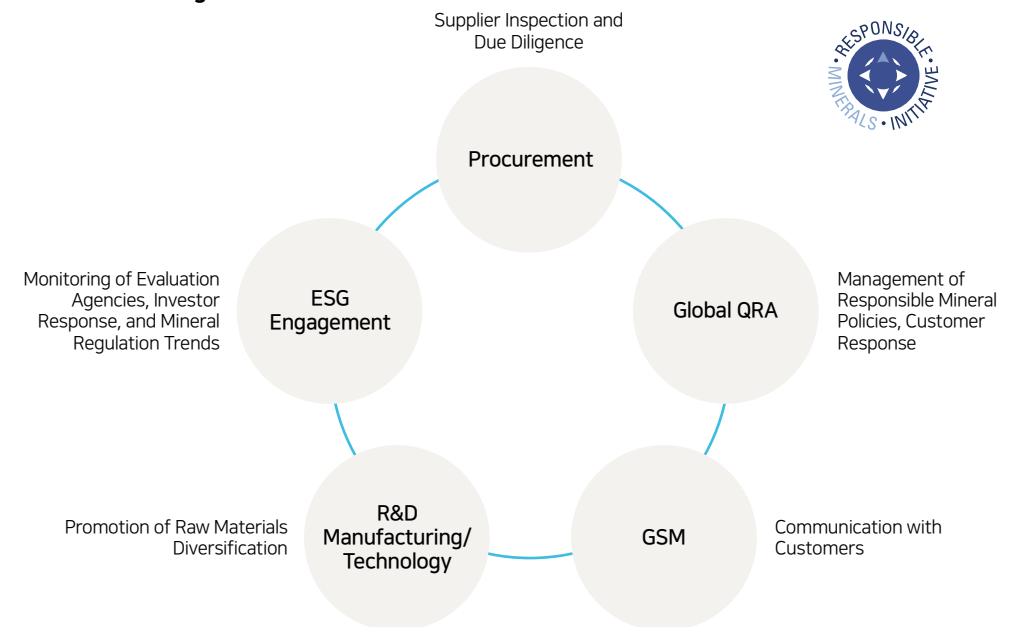 Supplier Inspection and
Due Diligence
• RESPONSIBLE •
MINERALS • INITIATIVE
Procurement
Monitoring of Evaluation
Agencies, Investor
Response, and Mineral
Regulation Trends
ESG
Engagement
Global QRA
Management of
Responsible Mineral
Policies, Customer
Response
Promotion of Raw Materials
Diversification
R&D
Manufacturing/
Technology
GSM
Communication with
Customers